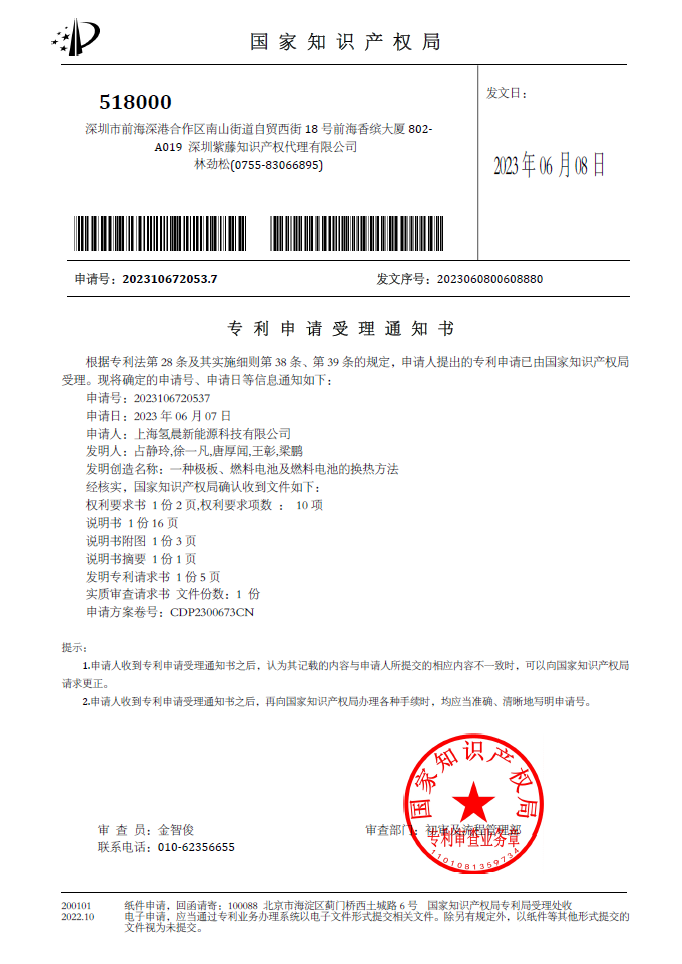 国家知识产权局
518000
深圳市前海深港合作区南山街道自贸西街 18 号前海香缤大厦 802-
A019 深圳紫藤知识产权代理有限公司
林劲松(0755-83066895)
发文日：
2023 年 06 月 08 日
申请号：202310672053.7
发文序号：2023060800608880
专利申请受理通知书
根据专利法第 28 条及其实施细则第 38 条、第 39 条的规定，申请人提出的专利申请已由国家知识产权局
受理。现将确定的申请号、申请日等信息通知如下：
申请号：2023106720537
申请日：2023 年 06 月 07 日
申请人：上海氢晨新能源科技有限公司
发明人：占静玲,徐一凡,唐厚闻,王彰,梁鹏
发明创造名称：一种极板、燃料电池及燃料电池的换热方法
经核实，国家知识产权局确认收到文件如下：
权利要求书 1 份 2 页,权利要求项数 ： 10 项
说明书 1 份 16 页
说明书附图 1 份 3 页
说明书摘要 1 份 1 页
发明专利请求书 1 份 5 页
实质审查请求书 文件份数：1 份
申请方案卷号：CDP2300673CN
提示：
1.申请人收到专利申请受理通知书之后，认为其记载的内容与申请人所提交的相应内容不一致时，可以向国家知识产权局
请求更正。
2.申请人收到专利申请受理通知书之后，再向国家知识产权局办理各种手续时，均应当准确、清晰地写明申请号。
国家知识产权局
专利审查业务章
1101081359734
审 查 员：金智俊
审查部门：初审及流程管理部
联系电话：010-62356655
200101
2022.10
纸件申请，回函请寄：100088 北京市海淀区蓟门桥西土城路 6 号 国家知识产权局专利局受理处收
电子申请，应当通过专利业务办理系统以电子文件形式提交相关文件。除另有规定外，以纸件等其他形式提交的
文件视为未提交。